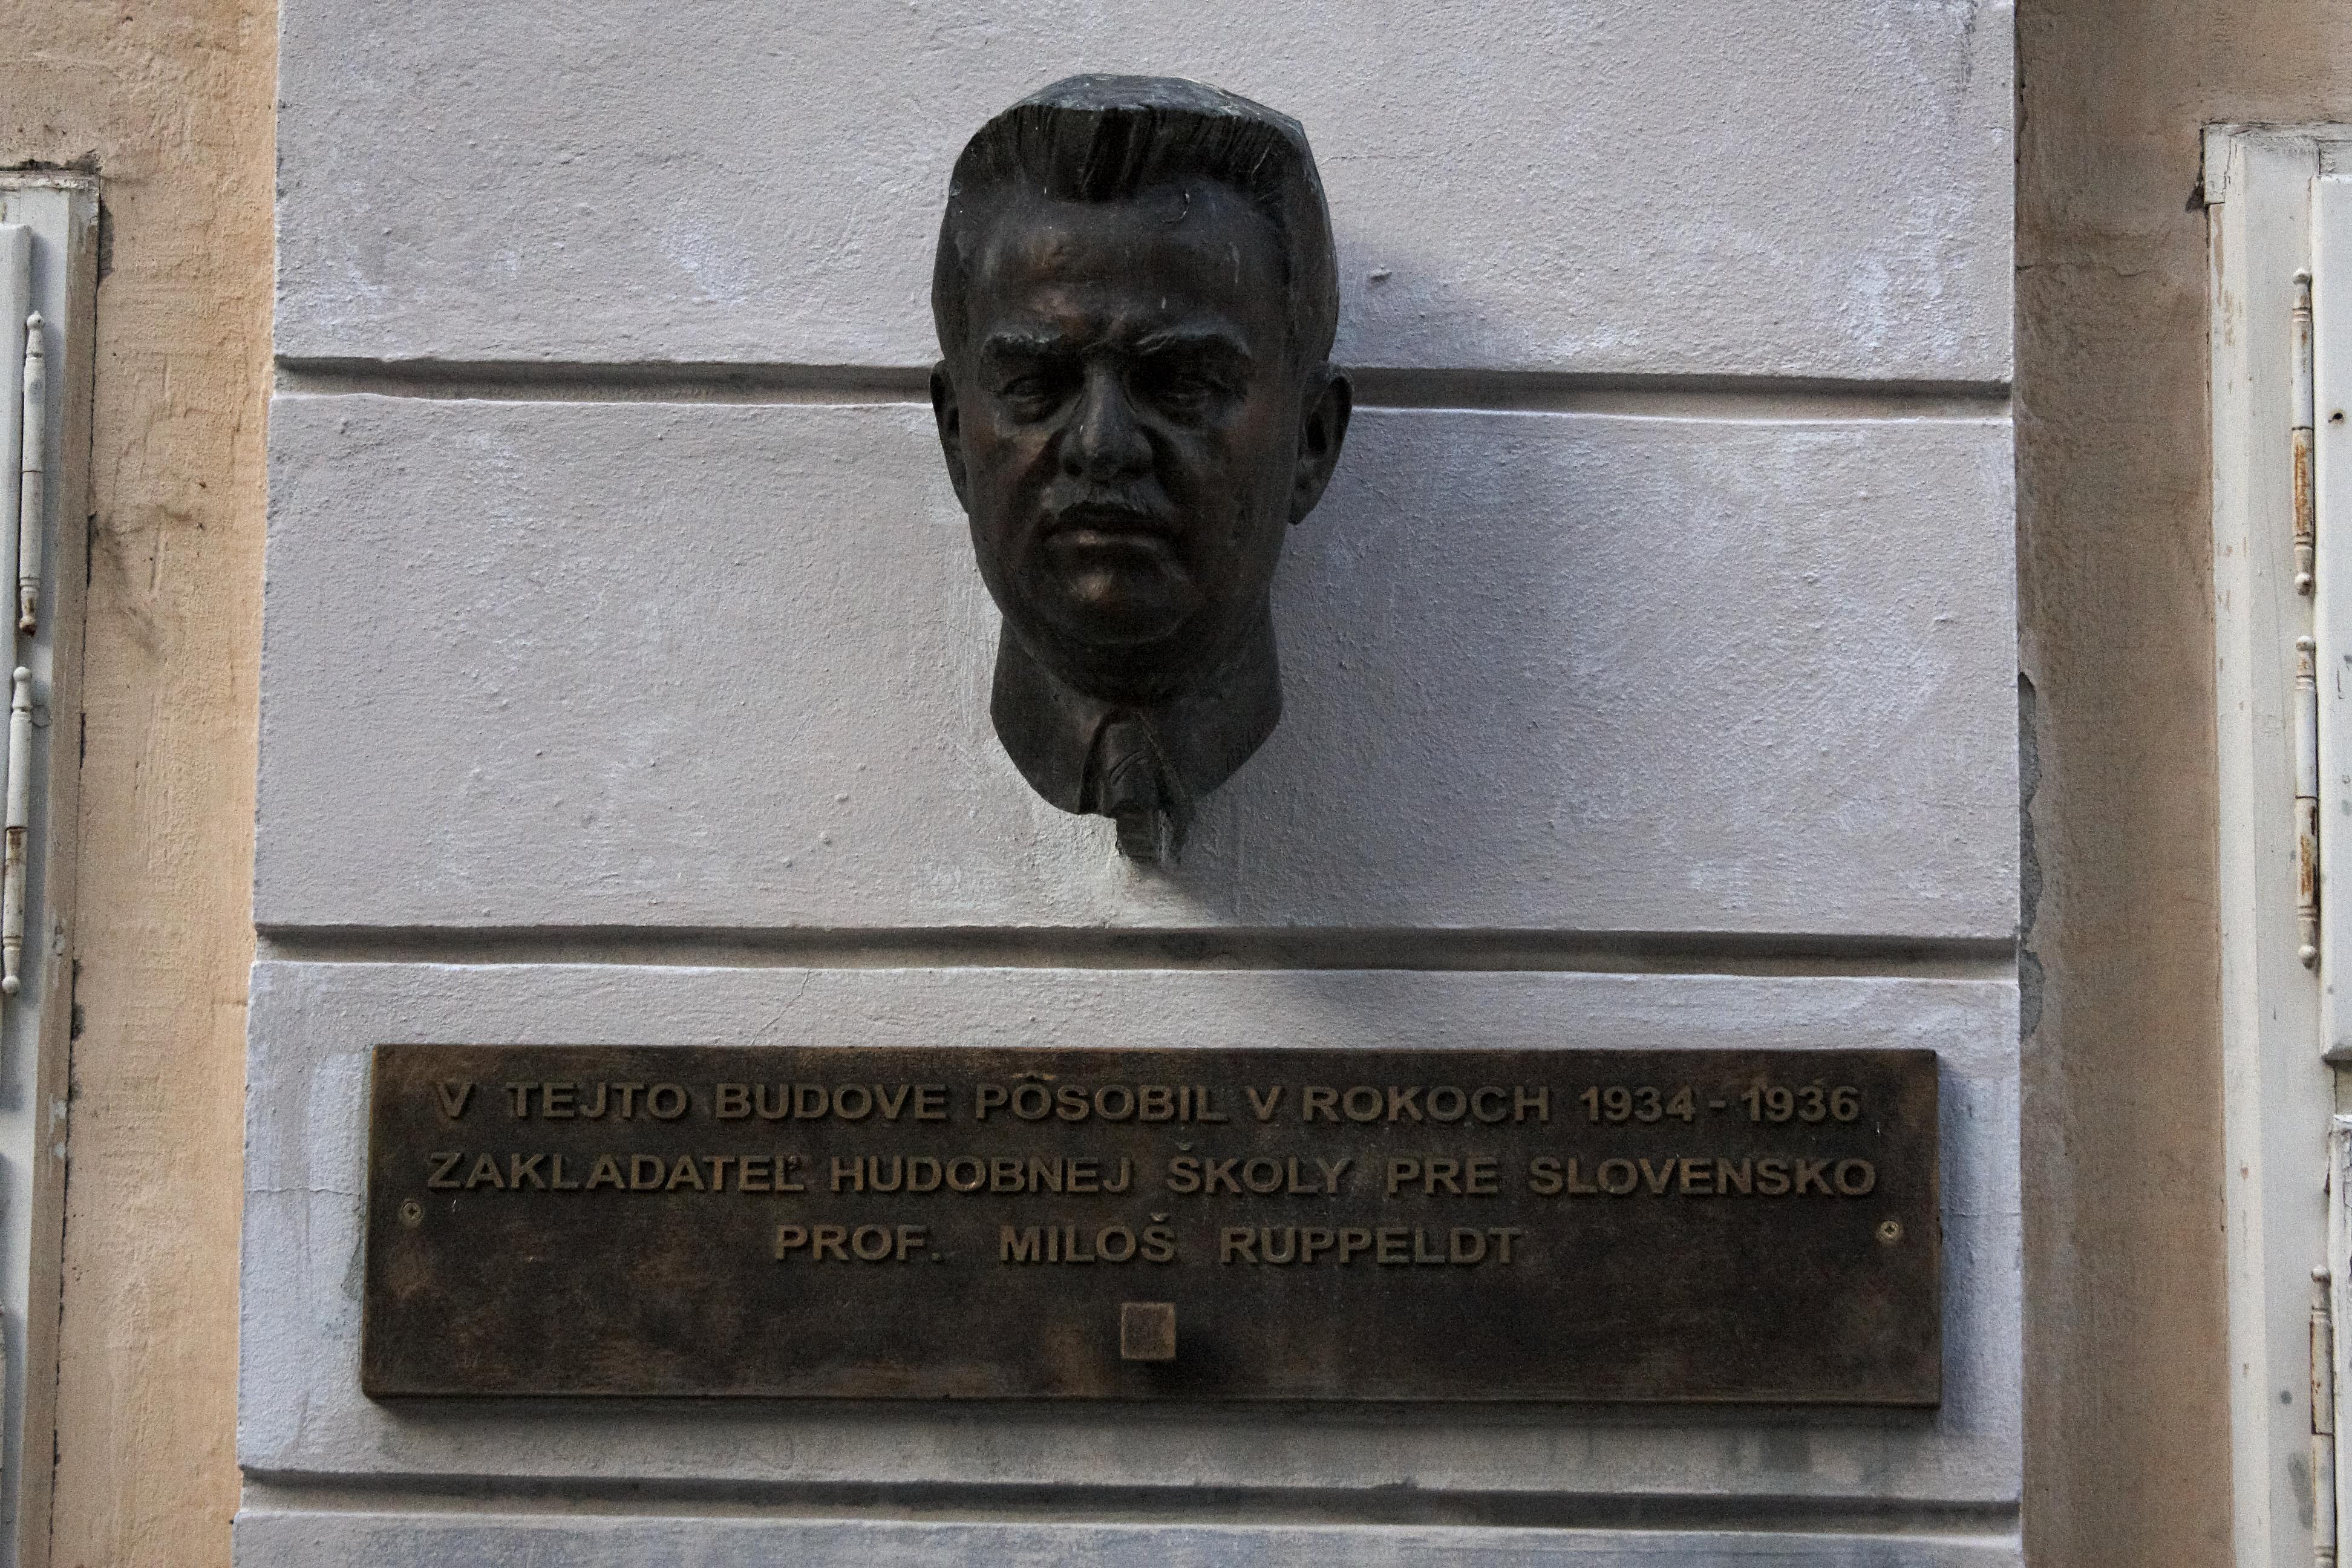 V TEJTO BUDOVE PÔSOBIL V ROKOCH 1934 - 1936
ZAKLADATEĽ HUDOBNEJ ŠKOLY PRE SLOVENSKO
PROF. MILOŠ RUPPELDT